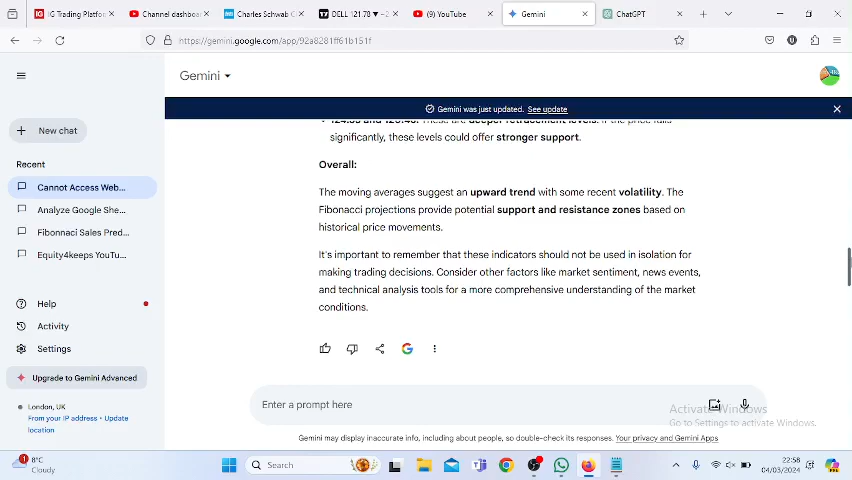 IG Trading Platfor
Channel dashboar
Charles Schwab C
DELL 121.78 ▼ −2
(9) YouTube
Gemini
ChatGPT
https://gemini.google.com/app/92a8281ff61b151f
Gemini
Gemini was just updated. See update
New chat
Recent
Cannot Access Web...
Analyze Google She...
Fibonnaci Sales Pred...
Equity4keeps YouTu...
Help
Activity
Settings
Upgrade to Gemini Advanced
London, UK
From your IP address • Update
location
significantly, these levels could offer stronger support.
Overall:
The moving averages suggest an upward trend with some recent volatility. The
Fibonacci projections provide potential support and resistance zones based on
historical price movements.
It's important to remember that these indicators should not be used in isolation for
making trading decisions. Consider other factors like market sentiment, news events,
and technical analysis tools for a more comprehensive understanding of the market
conditions.
Enter a prompt here
Activate Windows
Go to Settings to activate Windows.
Gemini may display inaccurate info, including about people, so double-check its responses. Your privacy and Gemini Apps
8°C
Cloudy
Search
22:58
04/03/2024